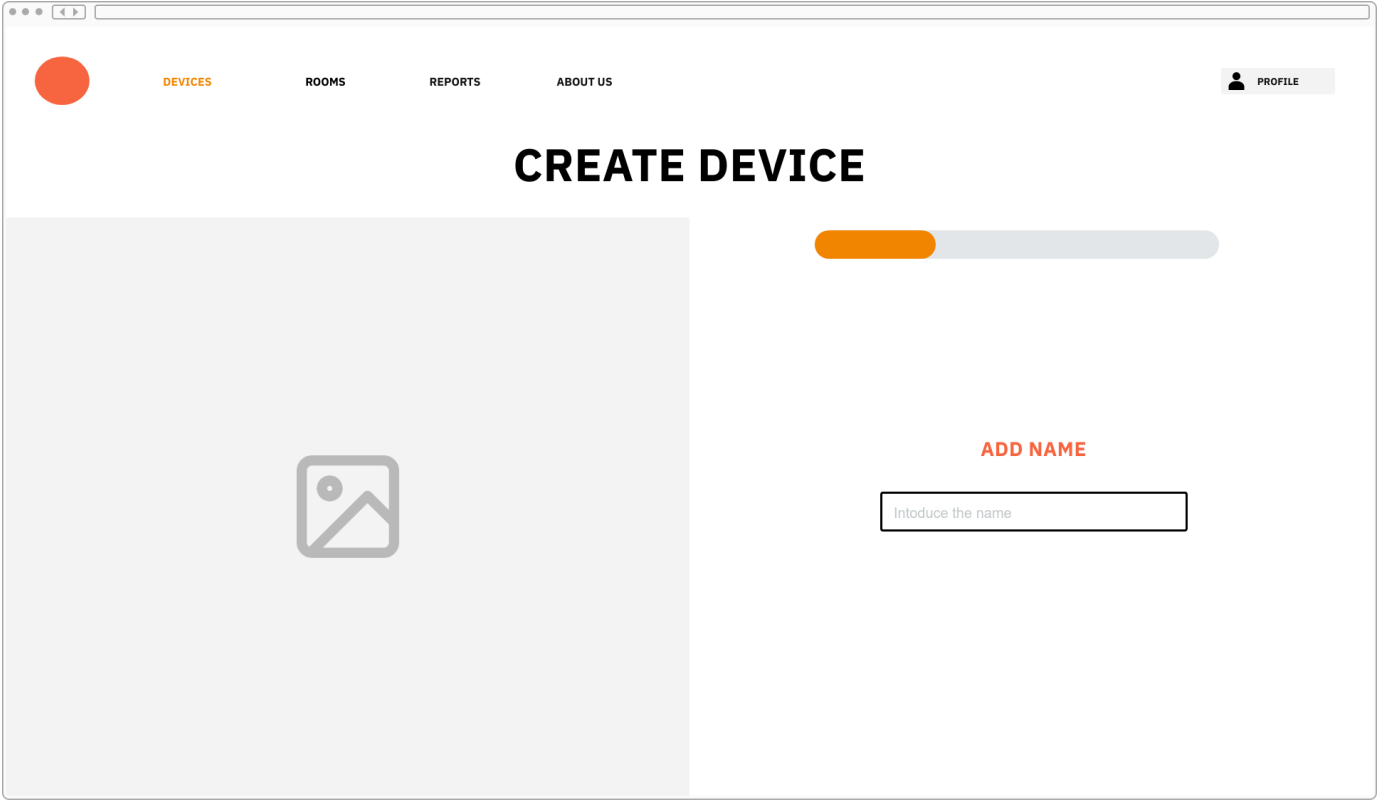 DEVICES ROOMS REPORTS ABOUT US PROFILE
CREATE DEVICE
ADD NAME
Intoduce the name